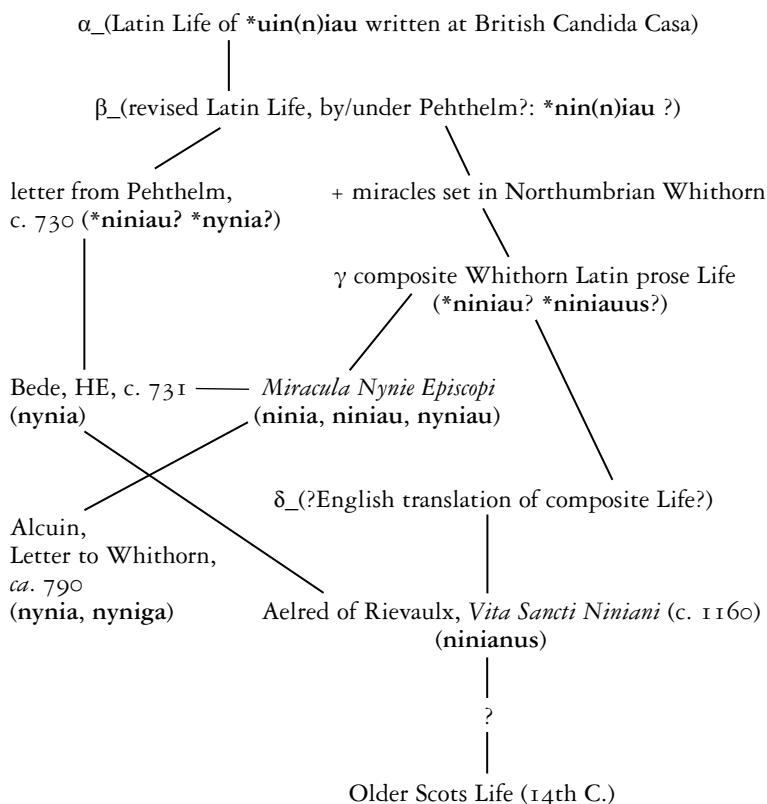 α_(Latin Life of *uin(n)iau written at British Candida Casa)
β_(revised Latin Life, by/under Pehthelm?: *nin(n)iau ?)
letter from Pehthelm,
c. 730 (*niniau? *nynia?)
+ miracles set in Northumbrian Whithorn
γ composite Whithorn Latin prose Life
(*niniau? *niniauus?)
Bede, HE, c. 731
(nynia)
Miracula Nynie Episcopi
(ninia, niniau, nyniau)
δ_(?English translation of composite Life?)
Alcuin,
Letter to Whithorn,
ca. 790
(nynia, nyniga)
Aelred of Rievaulx, Vita Sancti Niniani (c. 1160)
(ninianus)
?
Older Scots Life (14th C.)